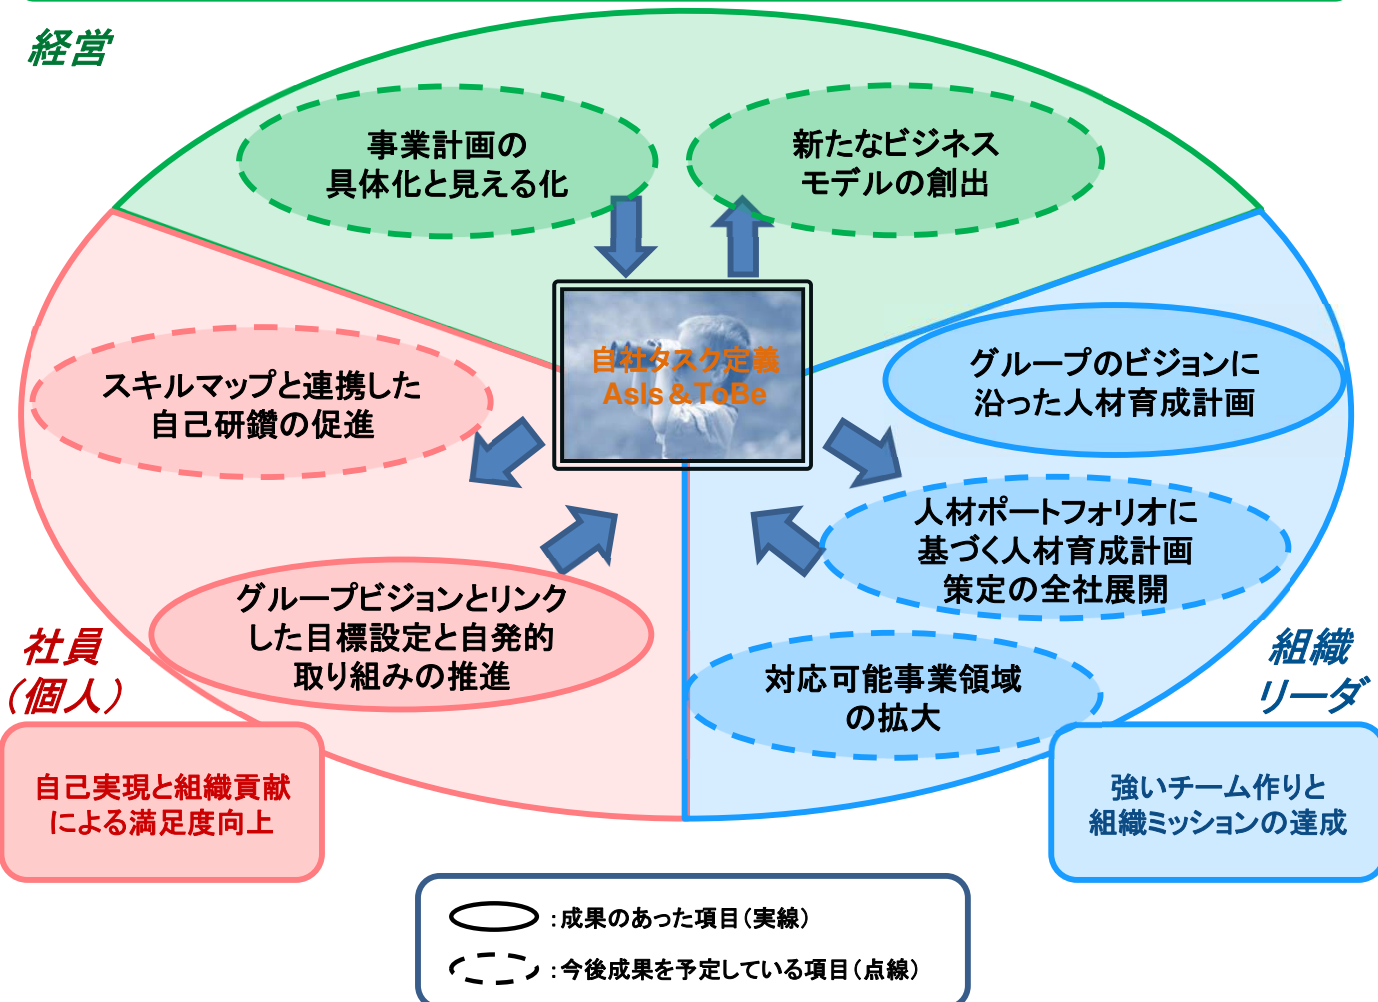 経営
事業計画の
具体化と見える化
新たなビジネス
モデルの創出
自社タスク定義
AsIs＆ToBe
スキルマップと連携した
自己研鑽の促進
グループのビジョンに
沿った人材育成計画
人材ポートフォリオに
基づく人材育成計画
策定の全社展開
グループビジョンとリンク
した目標設定と自発的
取り組みの推進
対応可能事業領域
の拡大
社員
（個人）
組織
リーダ
自己実現と組織貢献
による満足度向上
強いチーム作りと
組織ミッションの達成
：成果のあった項目（実線）
：今後成果を予定している項目（点線）